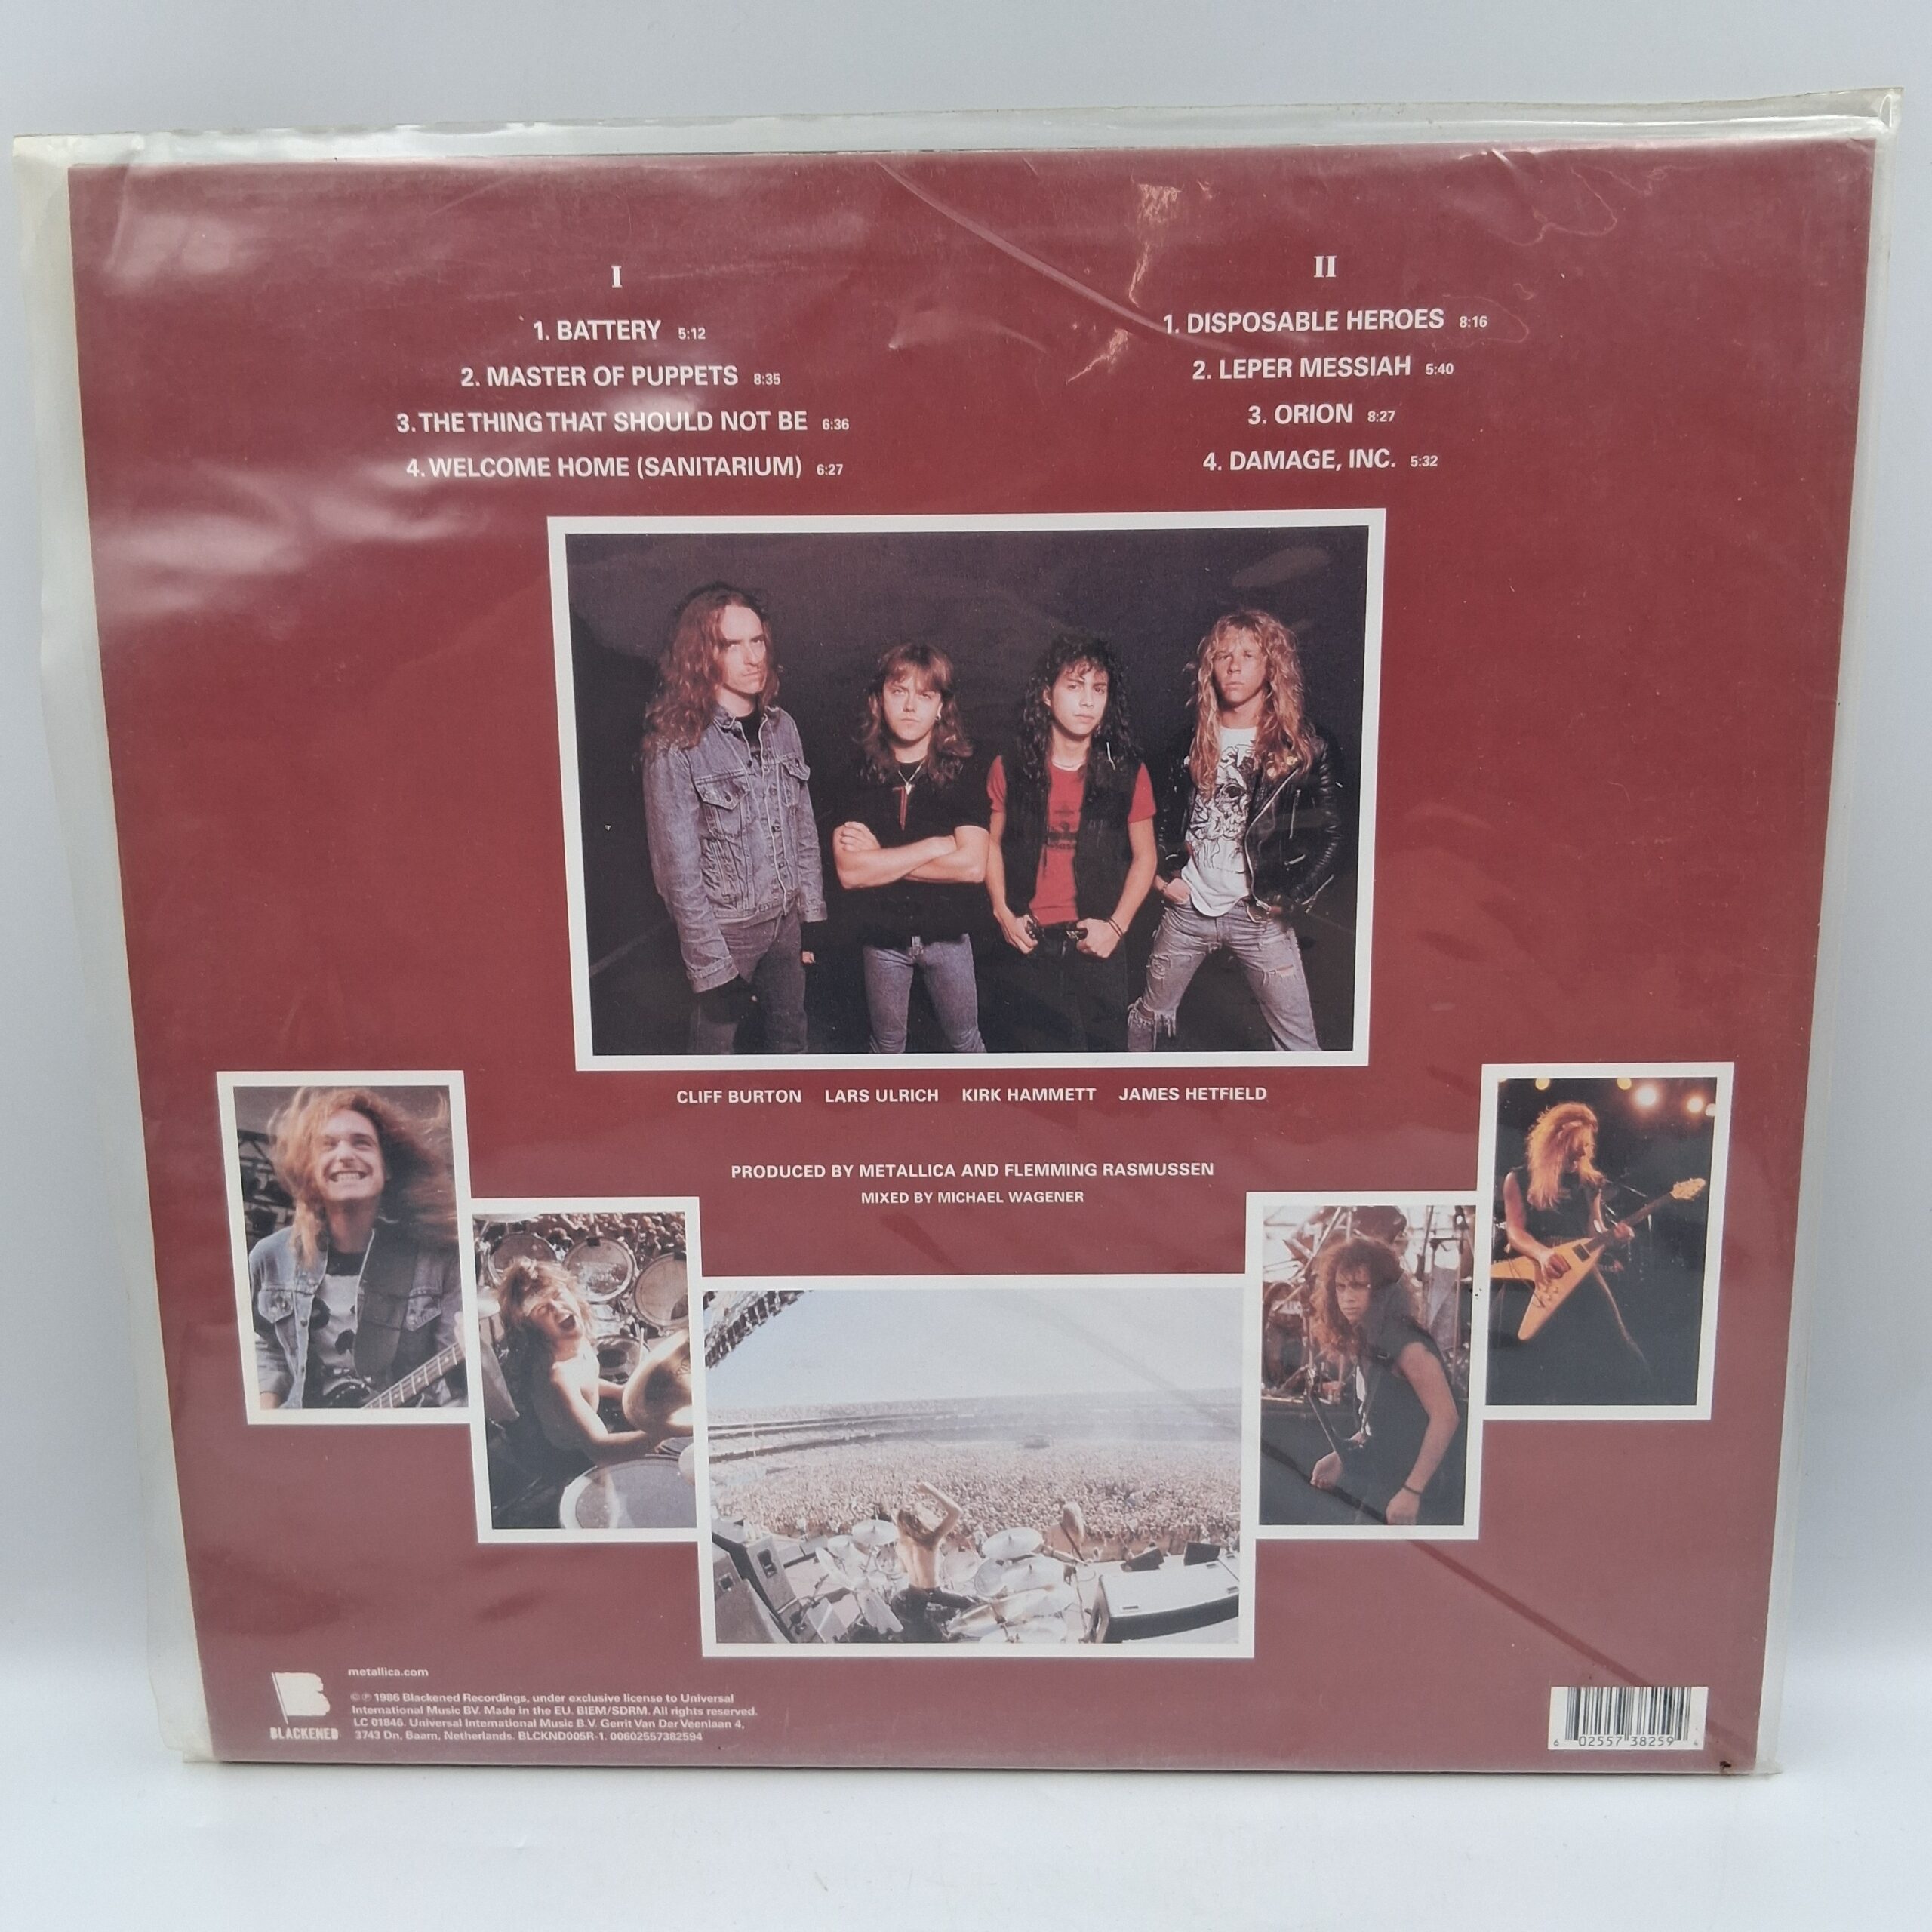 I
1. BATTERY 5:12
2. MASTER OF PUPPETS 8:35
3. THE THING THAT SHOULD NOT BE 6:36
4. WELCOME HOME (SANITARIUM) 6:27
II
1. DISPOSABLE HEROES 8:16
2. LEPER MESSIAH 5:40
3. ORION 8:27
4. DAMAGE, INC. 5:32
CLIFF BURTON LARS ULRICH KIRK HAMMETT JAMES HETFIELD
PRODUCED BY METALLICA AND FLEMMING RASMUSSEN
MIXED BY MICHAEL WAGENER
B
BLACKENED
metallica.com
©℗ 1986 Blackened Recordings, under exclusive license to Universal
International Music BV. Made in the EU. BIEM/SDRM. All rights reserved.
LC 01846. Universal International Music B.V. Gerrit Van Der Veenlaan 4,
3743 Dn, Baarn, Netherlands. BLCKND005R-1. 00602557382594
6 02557 38259 4